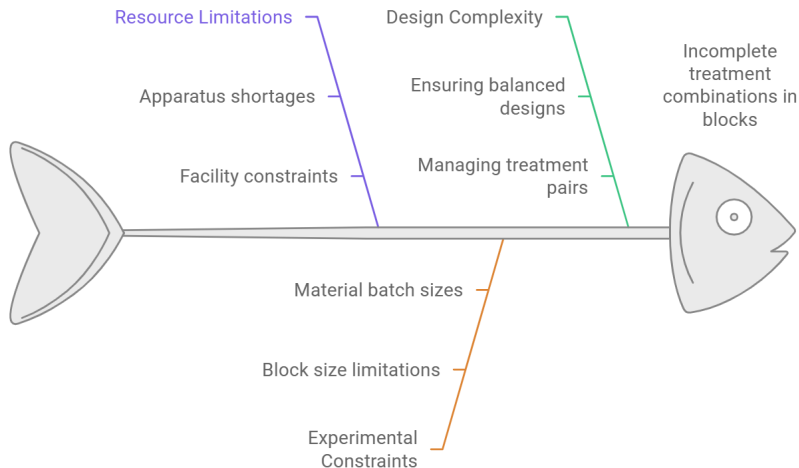 Resource Limitations
Apparatus shortages
Facility constraints
Design Complexity
Ensuring balanced
designs
Managing treatment
pairs
Incomplete
treatment
combinations in
blocks
Material batch sizes
Block size limitations
Experimental
Constraints